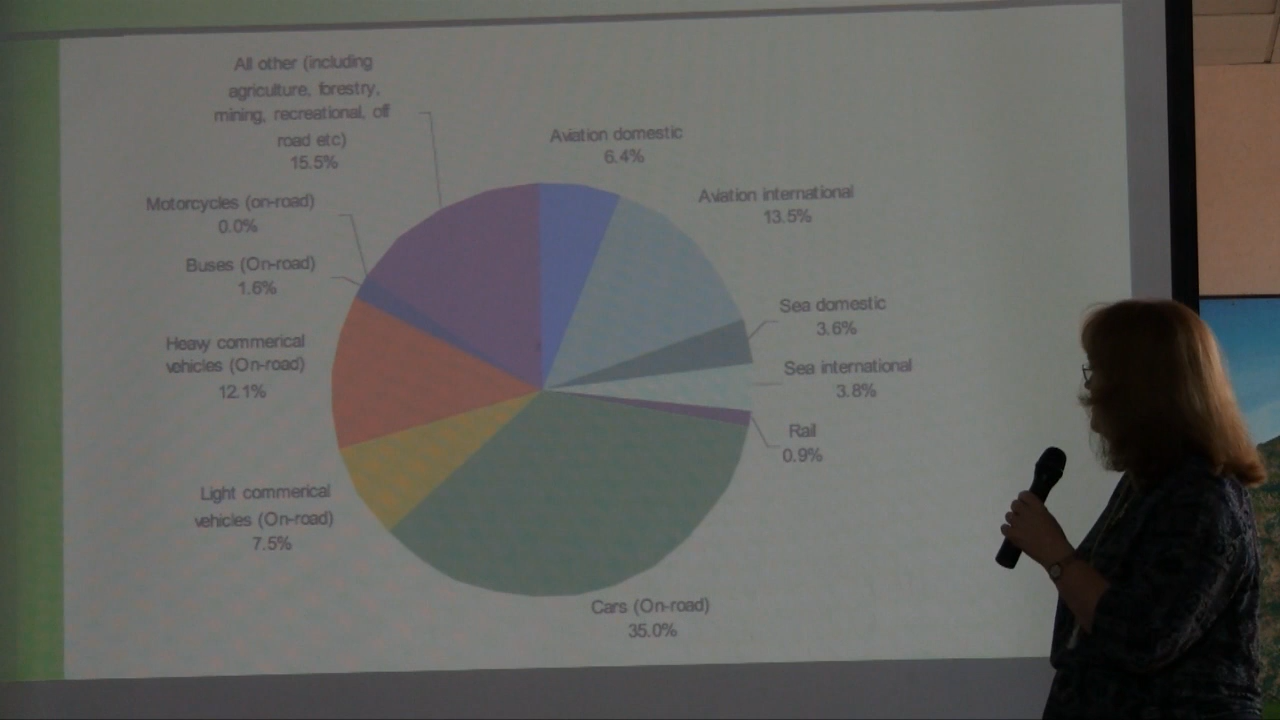 All other (including
agriculture, forestry,
mining, recreational, off
road etc)
15.5%
Aviation domestic
6.4%
Aviation international
13.5%
Motorcycles (on-road)
0.0%
Buses (On-road)
1.6%
Sea domestic
3.6%
Heavy commerical
vehicles (On-road)
12.1%
Sea international
3.8%
Rail
0.9%
Light commerical
vehicles (On-road)
7.5%
Cars (On-road)
35.0%